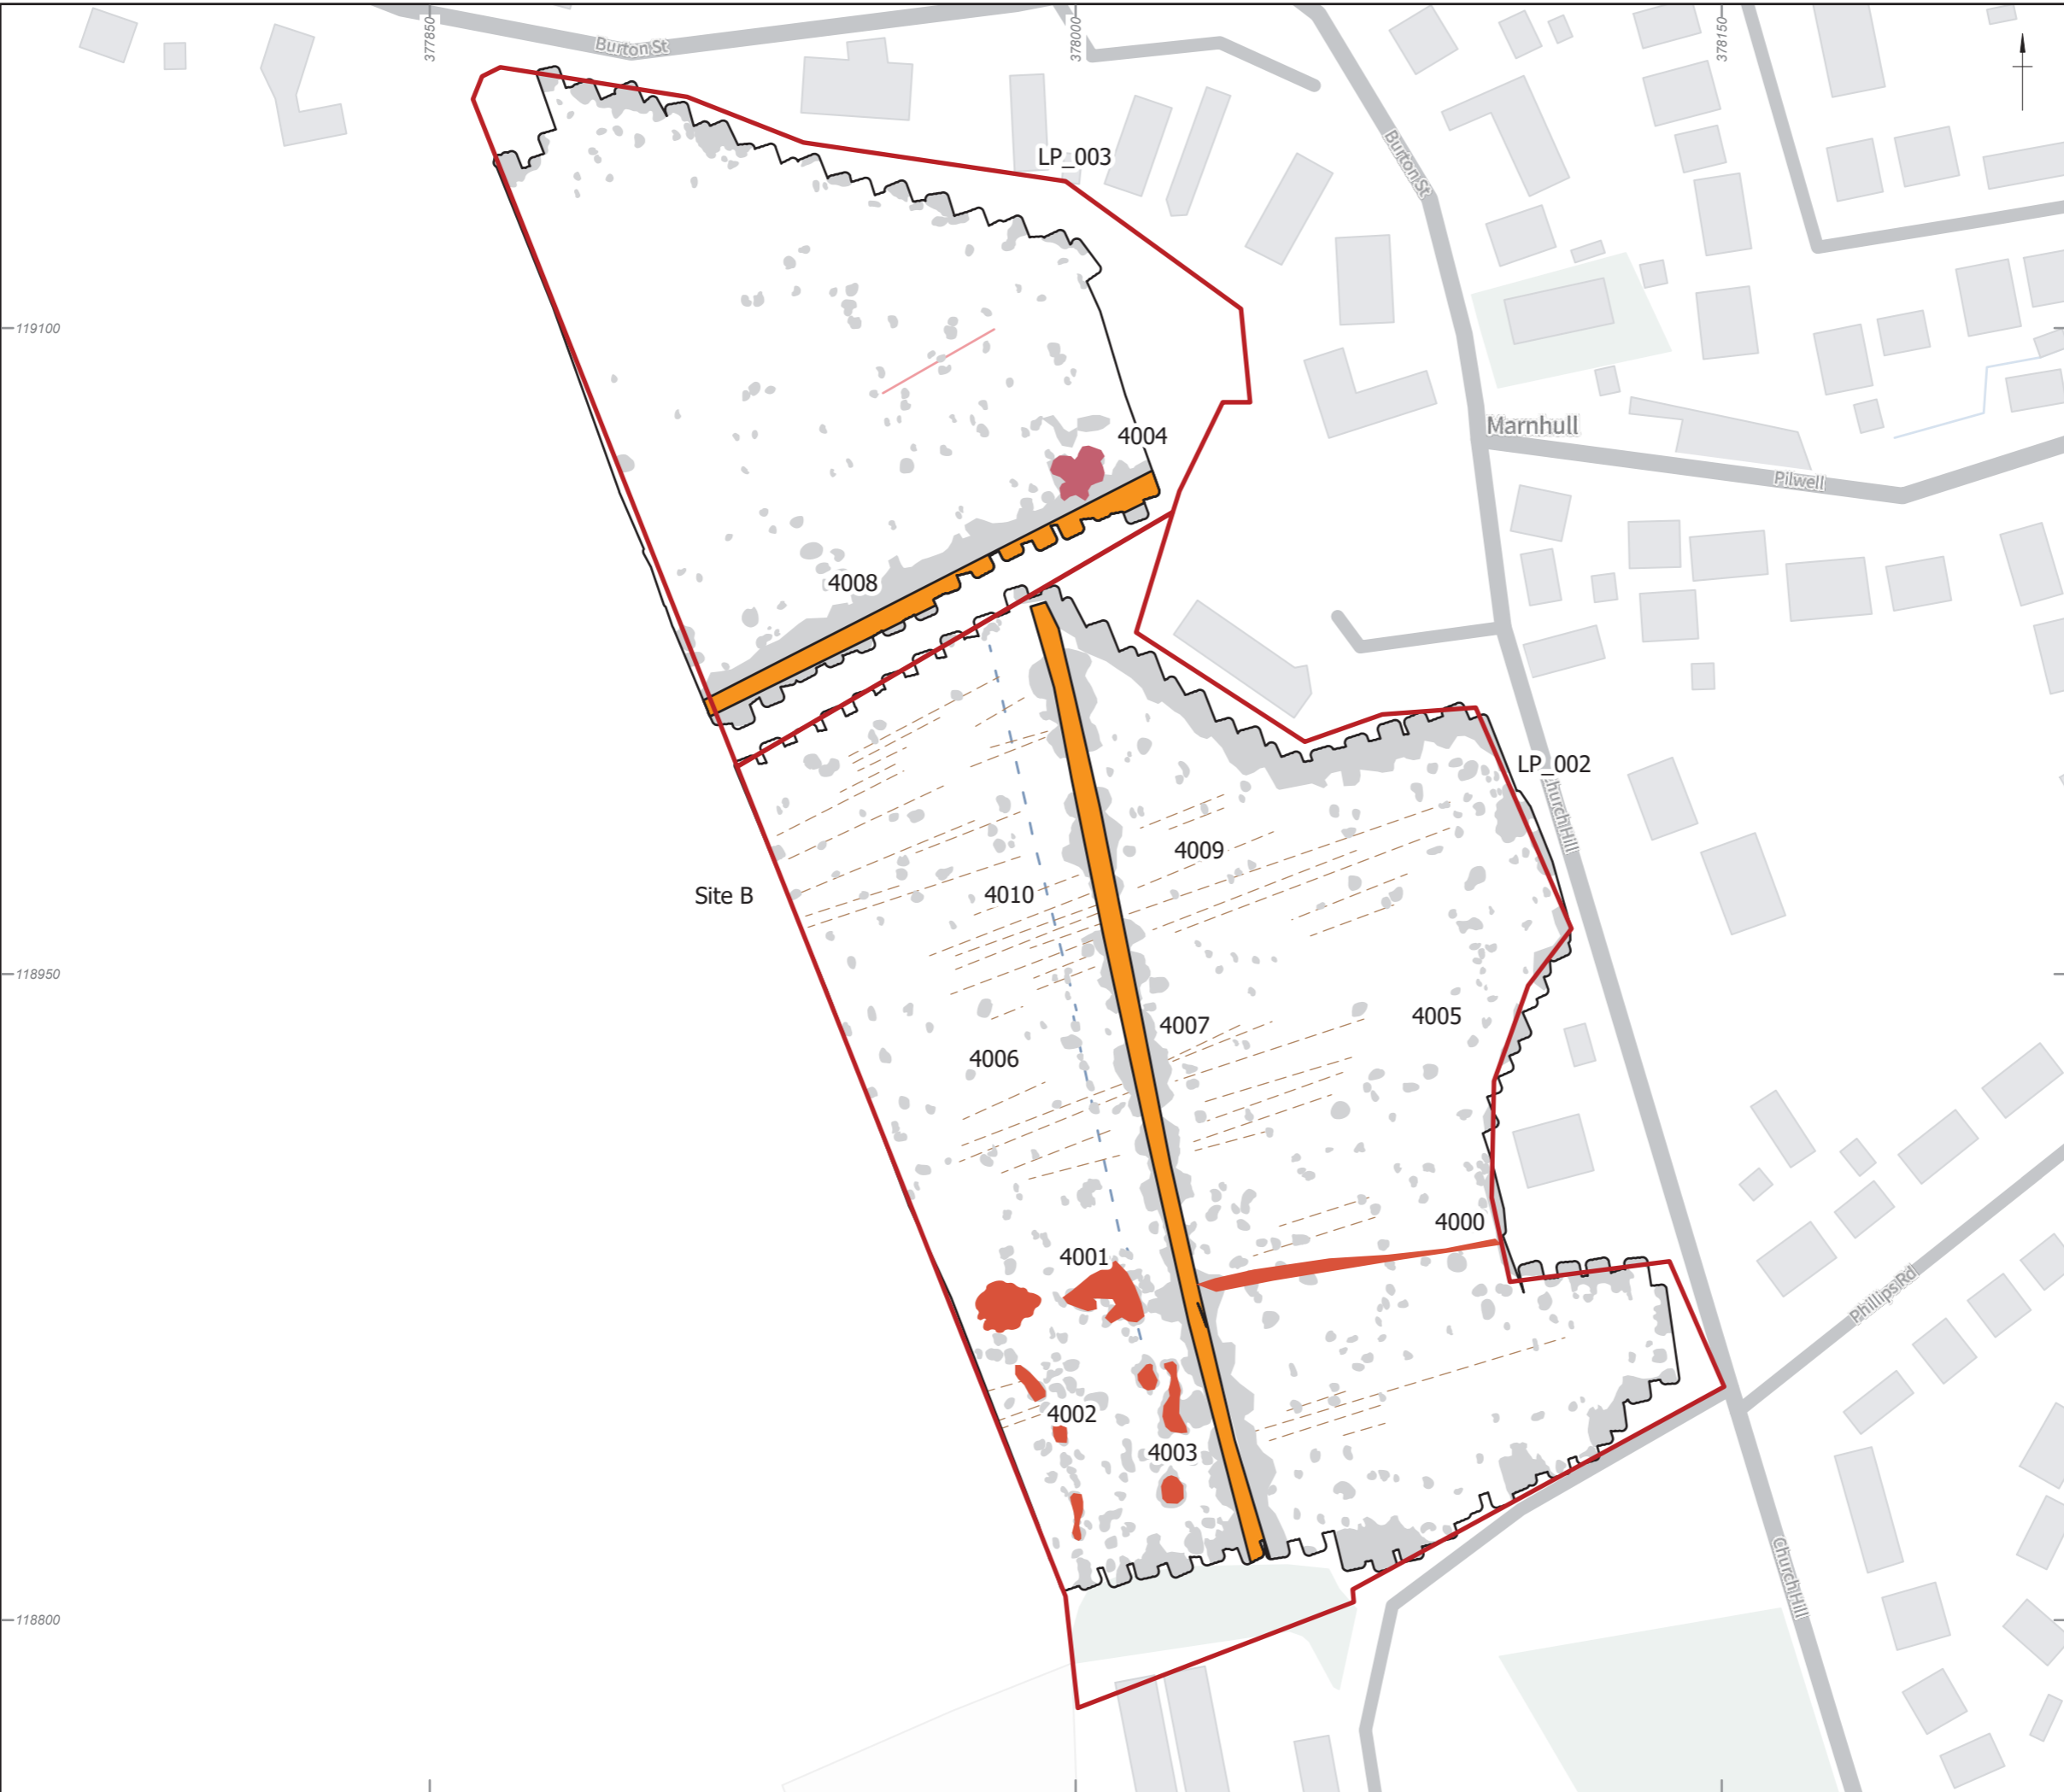 377850
378000
378150
Burton St
Burton St
LP_003
119100
4004
Marnhull
Pilwell
4008
LP_002
Church Hill
4009
Site B
4010
118950
4005
4007
4006
4000
4001
Phillips Rd
4002
4003
Church Hill
118800